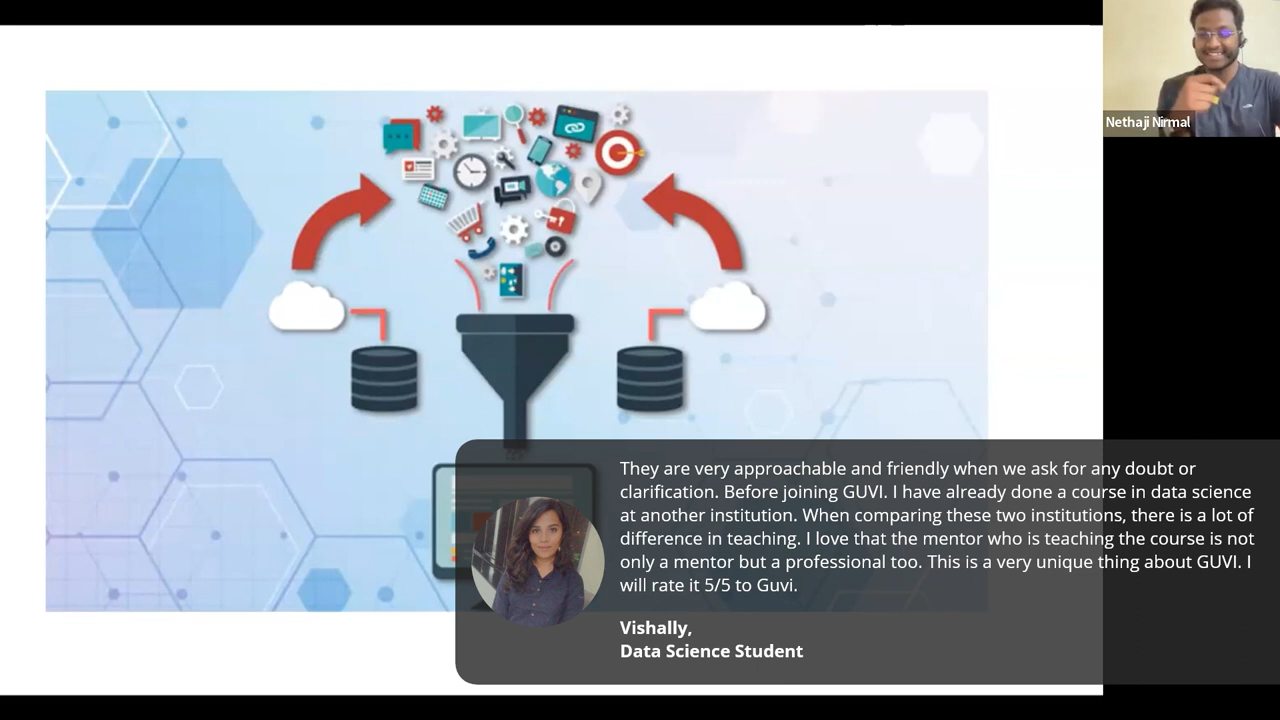 Nethaji Nirmal
They are very approachable and friendly when we ask for any doubt or
clarification. Before joining GUVI. I have already done a course in data science
at another institution. When comparing these two institutions, there is a lot of
difference in teaching. I love that the mentor who is teaching the course is not
only a mentor but a professional too. This is a very unique thing about GUVI. I
will rate it 5/5 to Guvi.
Vishally,
Data Science Student